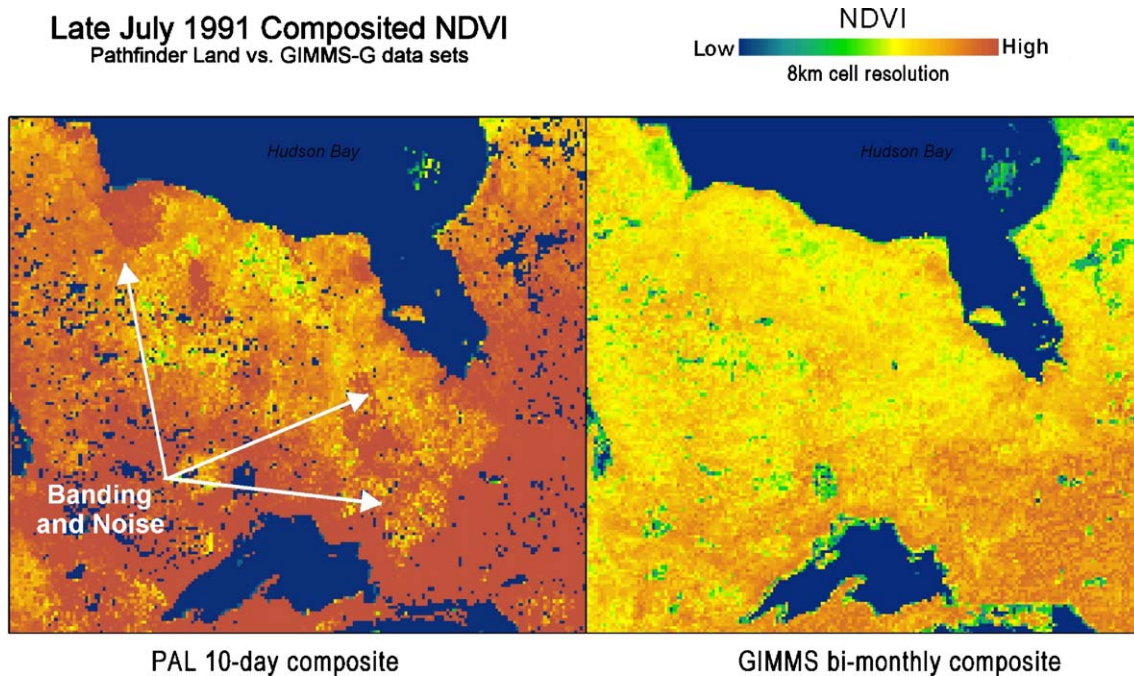 Late July 1991 Composited NDVI
Pathfinder Land vs. GIMMS-G data sets
NDVI
Low High
8km cell resolution
Hudson Bay
Hudson Bay
Banding
and Noise
PAL 10-day composite
GIMMS bi-monthly composite